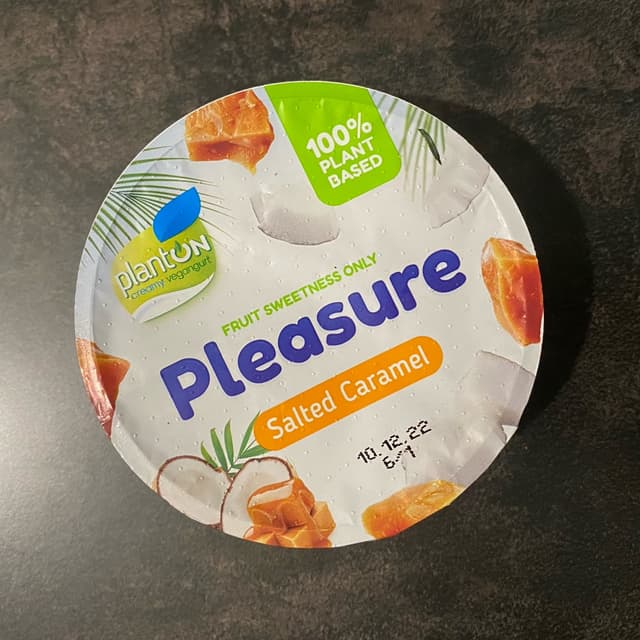 100%
PLANT
BASED
plantON
creamy vegangurt
FRUIT SWEETNESS ONLY
Pleasure
Salted Caramel
10.12.22